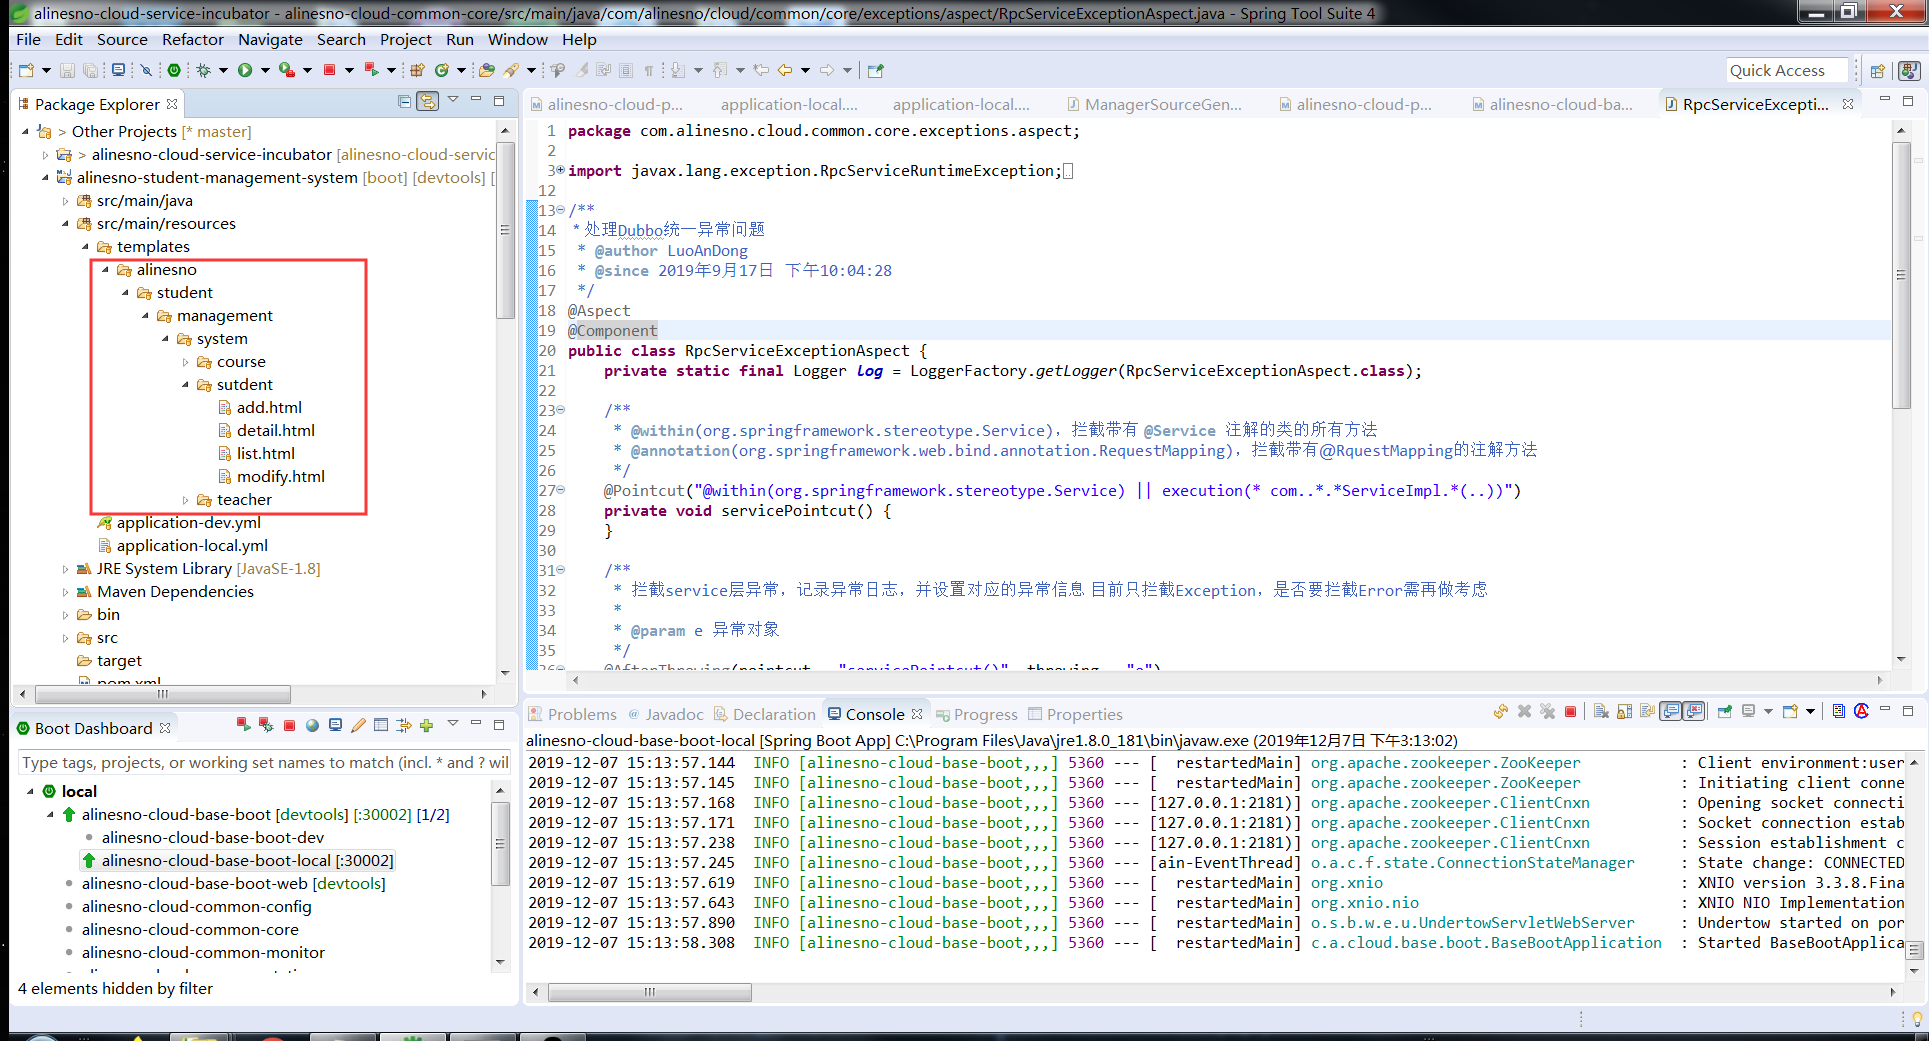 alinesno-cloud-service-incubator - alinesno-cloud-common-core/src/main/java/com/alinesno/cloud/common/core/exceptions/aspect/RpcServiceExceptionAspect.java - Spring Tool Suite 4
File Edit Source Refactor Navigate Search Project Run Window Help
Quick Access
Package Explorer
> Other Projects [* master]
> alinesno-cloud-service-incubator [alinesno-cloud-servic
alinesno-student-management-system [boot] [devtools] [
src/main/java
src/main/resources
templates
alinesno
student
management
system
course
sutdent
add.html
detail.html
list.html
modify.html
teacher
application-dev.yml
application-local.yml
JRE System Library [JavaSE-1.8]
Maven Dependencies
bin
src
target
pom.xml
alinesno-cloud-p... application-local.... application-local.... ManagerSourceGen... alinesno-cloud-p... alinesno-cloud-ba... RpcServiceExcepti...
1 package com.alinesno.cloud.common.core.exceptions.aspect;
2
3 import javax.lang.exception.RpcServiceRuntimeException;
12
13 /**
14 * 处理Dubbo统一异常问题
15 * @author LuoAnDong
16 * @since 2019年9月17日 下午10:04:28
17 */
18 @Aspect
19 @Component
20 public class RpcServiceExceptionAspect {
21 private static final Logger log = LoggerFactory.getLogger(RpcServiceExceptionAspect.class);
22
23 /**
24 * @within(org.springframework.stereotype.Service)，拦截带有 @Service 注解的类的所有方法
25 * @annotation(org.springframework.web.bind.annotation.RequestMapping)，拦截带有@RquestMapping的注解方法
26 */
27 @Pointcut("@within(org.springframework.stereotype.Service) || execution(* com..*.*ServiceImpl.*(..))")
28 private void servicePointcut() {
29 }
30
31 /**
32 * 拦截service层异常，记录异常日志，并设置对应的异常信息 目前只拦截Exception，是否要拦截Error需再做考虑
33 *
34 * @param e 异常对象
35 */
36 @AfterThrowing(pointcut = "servicePointcut()", throwing = "e")
Boot Dashboard
Type tags, projects, or working set names to match (incl. * and ? wil
local
alinesno-cloud-base-boot [devtools] [:30002] [1/2]
alinesno-cloud-base-boot-dev
alinesno-cloud-base-boot-local [:30002]
alinesno-cloud-base-boot-web [devtools]
alinesno-cloud-common-config
alinesno-cloud-common-core
alinesno-cloud-common-monitor
4 elements hidden by filter
Problems Javadoc Declaration Console Progress Properties
alinesno-cloud-base-boot-local [Spring Boot App] C:\Program Files\Java\jre1.8.0_181\bin\javaw.exe (2019年12月7日 下午3:13:02)
2019-12-07 15:13:57.144 INFO [alinesno-cloud-base-boot,,,] 5360 --- [ restartedMain] org.apache.zookeeper.ZooKeeper : Client environment:user
2019-12-07 15:13:57.145 INFO [alinesno-cloud-base-boot,,,] 5360 --- [ restartedMain] org.apache.zookeeper.ZooKeeper : Initiating client conne
2019-12-07 15:13:57.168 INFO [alinesno-cloud-base-boot,,,] 5360 --- [127.0.0.1:2181)] org.apache.zookeeper.ClientCnxn : Opening socket connecti
2019-12-07 15:13:57.171 INFO [alinesno-cloud-base-boot,,,] 5360 --- [127.0.0.1:2181)] org.apache.zookeeper.ClientCnxn : Socket connection estab
2019-12-07 15:13:57.238 INFO [alinesno-cloud-base-boot,,,] 5360 --- [127.0.0.1:2181)] org.apache.zookeeper.ClientCnxn : Session establishment c
2019-12-07 15:13:57.245 INFO [alinesno-cloud-base-boot,,,] 5360 --- [ain-EventThread] o.a.c.f.state.ConnectionStateManager : State change: CONNECTED
2019-12-07 15:13:57.619 INFO [alinesno-cloud-base-boot,,,] 5360 --- [ restartedMain] org.xnio : XNIO version 3.3.8.Fina
2019-12-07 15:13:57.643 INFO [alinesno-cloud-base-boot,,,] 5360 --- [ restartedMain] org.xnio.nio : XNIO NIO Implementation
2019-12-07 15:13:57.890 INFO [alinesno-cloud-base-boot,,,] 5360 --- [ restartedMain] o.s.b.w.e.u.UndertowServletWebServer : Undertow started on por
2019-12-07 15:13:58.308 INFO [alinesno-cloud-base-boot,,,] 5360 --- [ restartedMain] c.a.cloud.base.boot.BaseBootApplication : Started BaseBootApplica